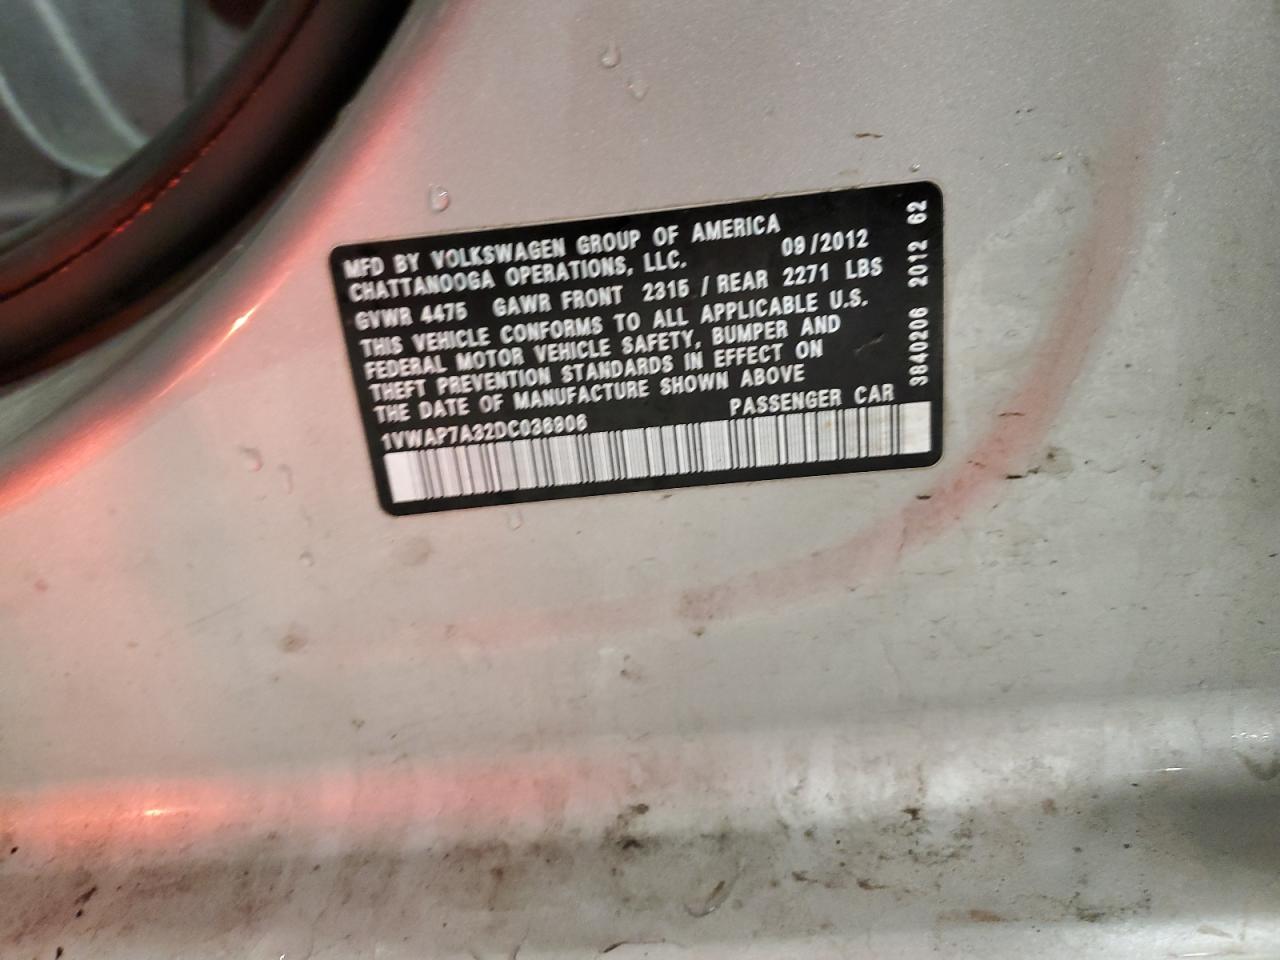 MFD BY VOLKSWAGEN GROUP OF AMERICA
CHATTANOOGA OPERATIONS, LLC. 09/2012
GVWR 4475 GAWR FRONT 2315 / REAR 2271 LBS
THIS VEHICLE CONFORMS TO ALL APPLICABLE U.S.
FEDERAL MOTOR VEHICLE SAFETY, BUMPER AND
THEFT PREVENTION STANDARDS IN EFFECT ON
THE DATE OF MANUFACTURE SHOWN ABOVE
1VWAP7A32DC036906 PASSENGER CAR
3840206 2012 62